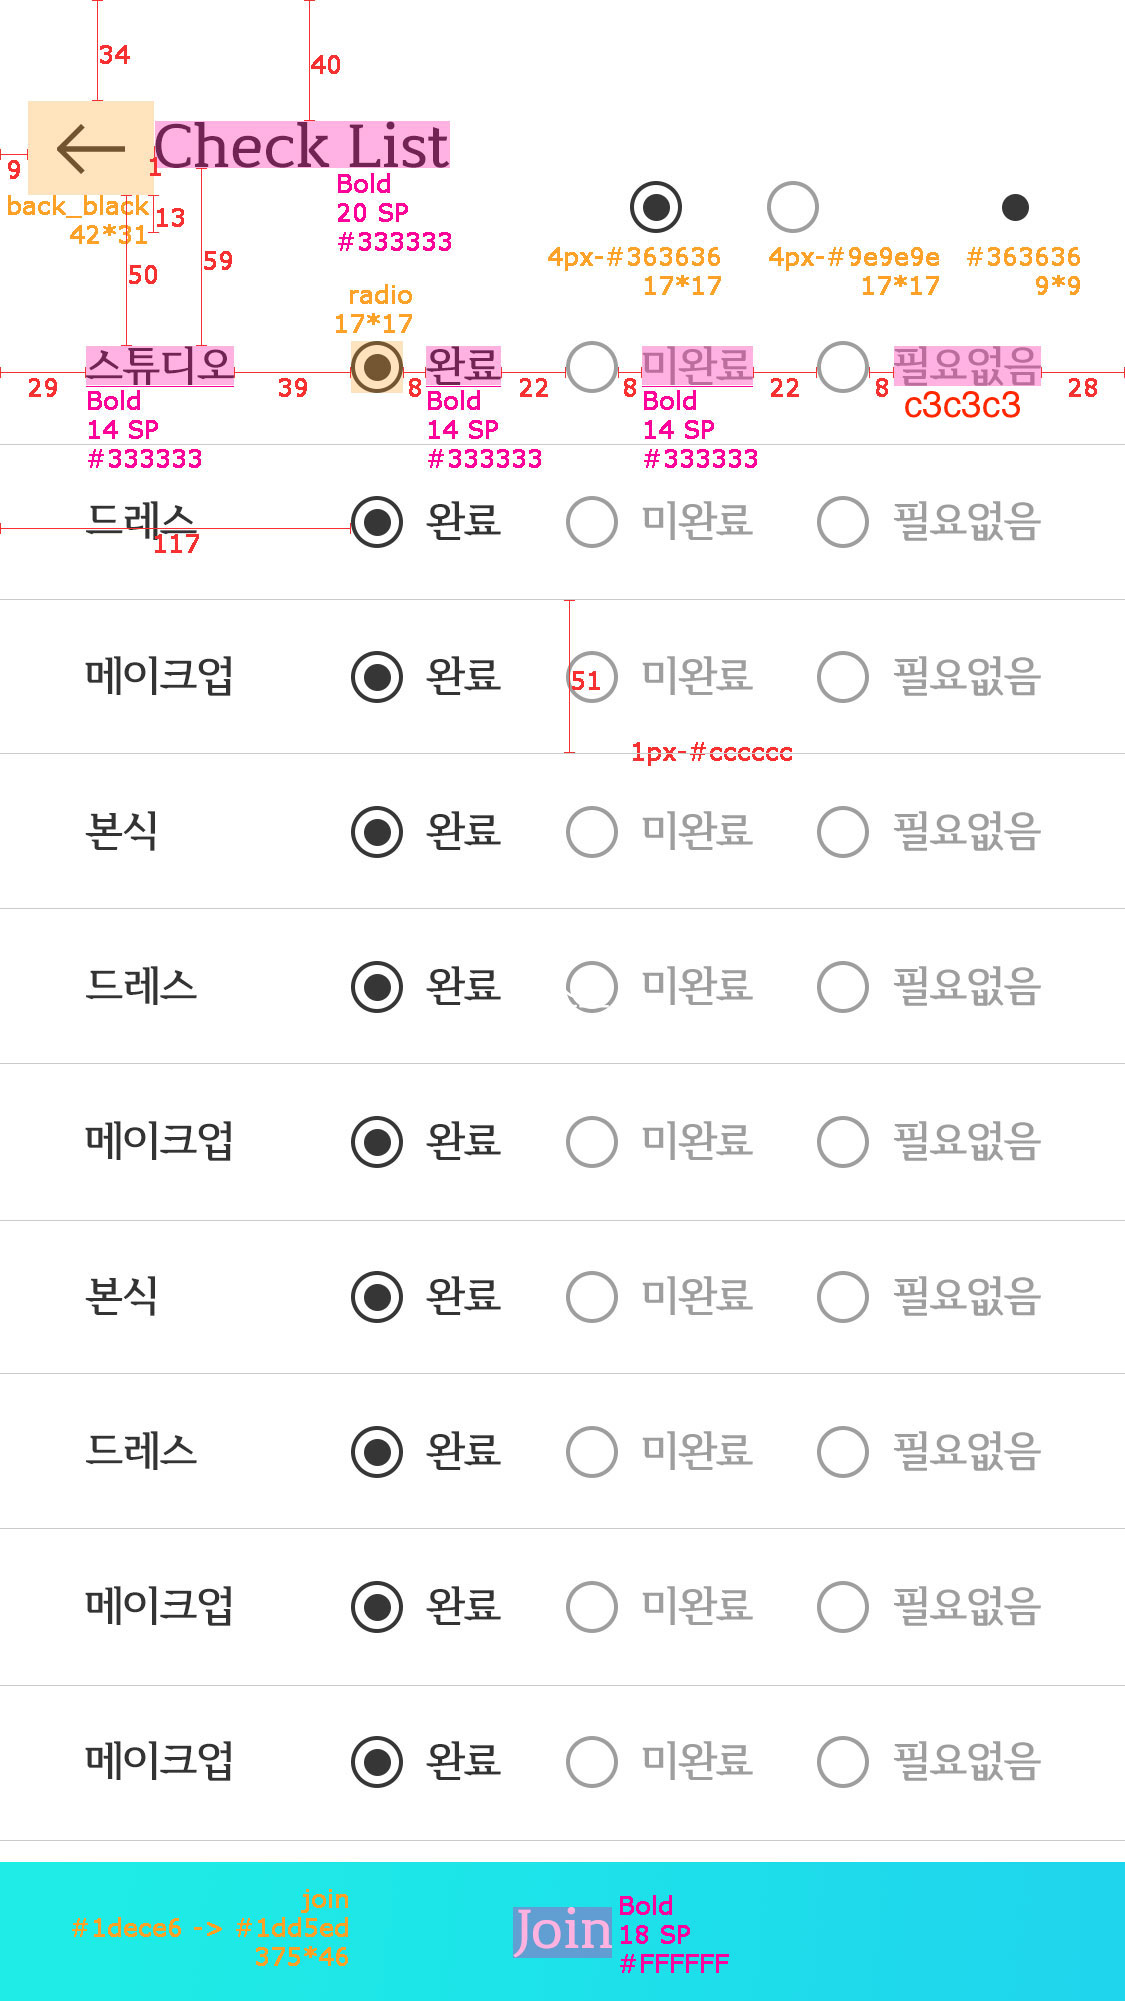 34
40
Check List
9
1
back_black
42*31
13
50
59
Bold
20 SP
#333333
4px-#363636
17*17
4px-#9e9e9e
17*17
#363636
9*9
radio
17*17
스튜디오 완료 미완료 필요없음
29 39 8 22 8 22 8 28
Bold
14 SP
#333333
Bold
14 SP
#333333
Bold
14 SP
#333333
c3c3c3
드레스 완료 미완료 필요없음
117
메이크업 완료 미완료 필요없음
51
1px-#cccccc
본식 완료 미완료 필요없음
드레스 완료 미완료 필요없음
메이크업 완료 미완료 필요없음
본식 완료 미완료 필요없음
드레스 완료 미완료 필요없음
메이크업 완료 미완료 필요없음
메이크업 완료 미완료 필요없음
join
#1dece6 -> #1dd5ed
375*46
Join
Bold
18 SP
#FFFFFF